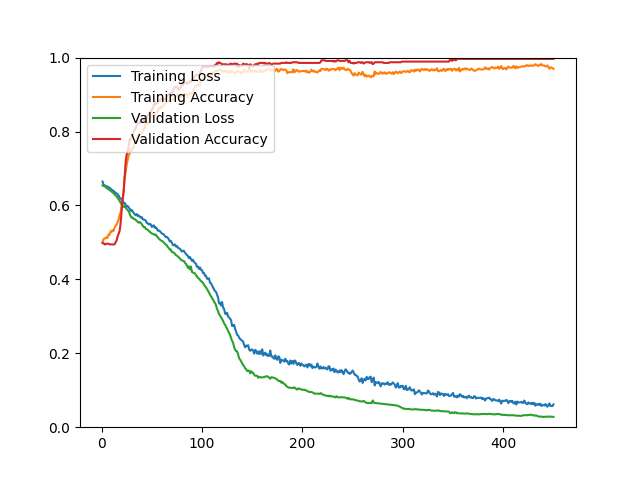 1.0
0.8
0.6
0.4
0.2
0.0
Training Loss
Training Accuracy
Validation Loss
Validation Accuracy
0 100 200 300 400